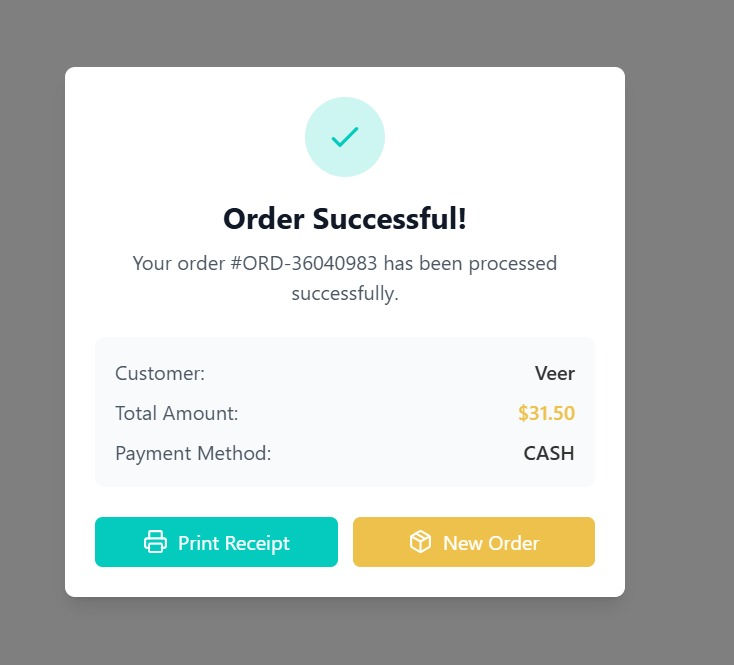 Order Successful!
Your order #ORD-36040983 has been processed
successfully.
Customer: Veer
Total Amount: $31.50
Payment Method: CASH
Print Receipt New Order